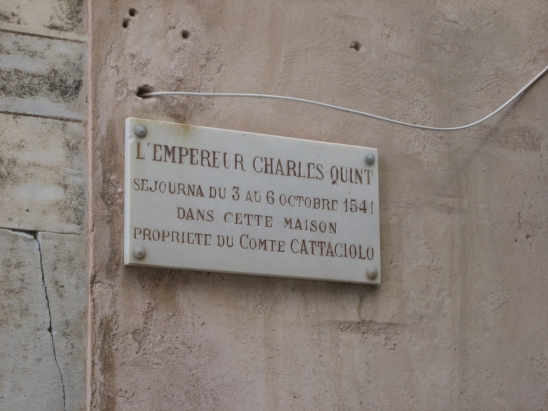 L'EMPEREUR CHARLES QUINT
SEJOURNA DU 3 AU 6 OCTOBRE 1541
DANS CETTE MAISON
PROPRIETE DU COMTE CATTACIOLO